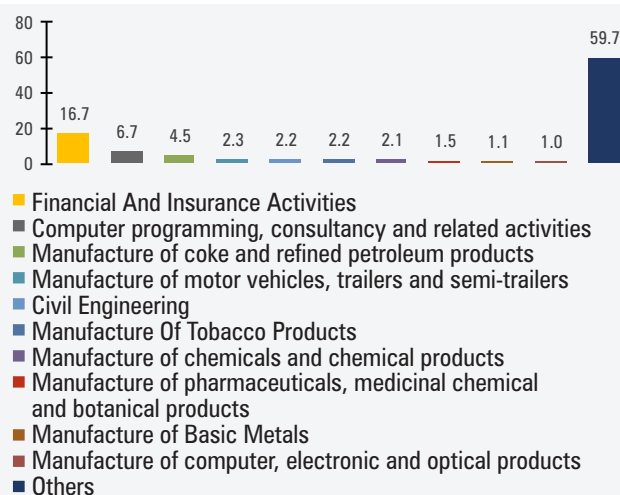 80
60
40
20
0
16.7
6.7
4.5
2.3
2.2
2.2
2.1
1.5
1.1
1.0
59.7
Financial And Insurance Activities
Computer programming, consultancy and related activities
Manufacture of coke and refined petroleum products
Manufacture of motor vehicles, trailers and semi-trailers
Civil Engineering
Manufacture Of Tobacco Products
Manufacture of chemicals and chemical products
Manufacture of pharmaceuticals, medicinal chemical
and botanical products
Manufacture of Basic Metals
Manufacture of computer, electronic and optical products
Others